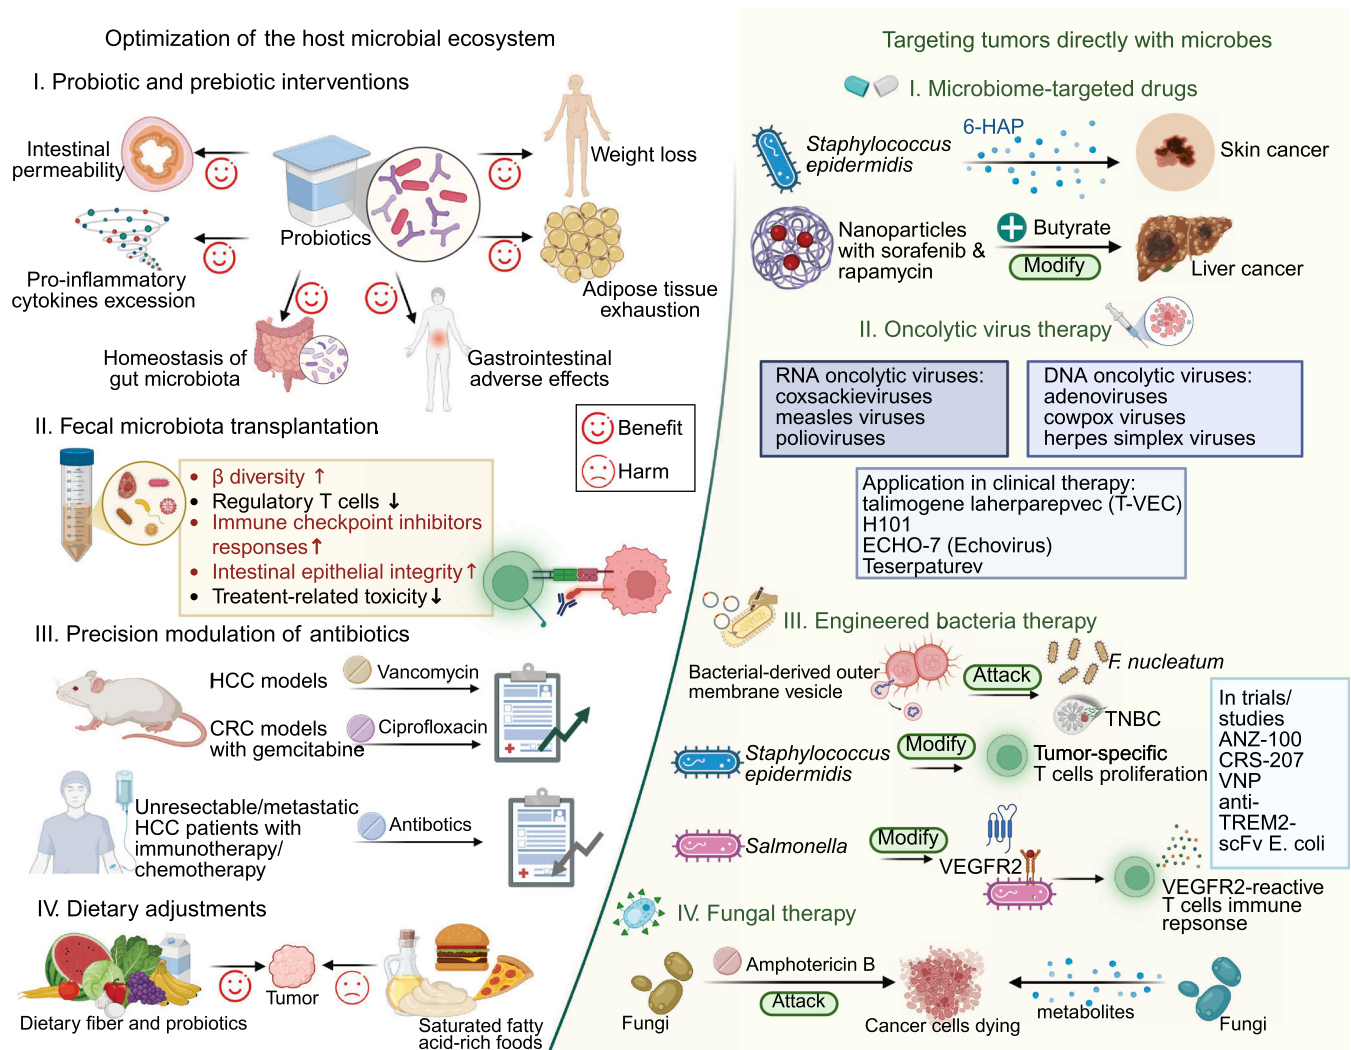 Optimization of the host microbial ecosystem
I. Probiotic and prebiotic interventions
Intestinal
permeability
Weight loss
Probiotics
Pro-inflammatory
cytokines excession
Adipose tissue
exhaustion
Homeostasis of
gut microbiota
Gastrointestinal
adverse effects
Benefit
Harm
II. Fecal microbiota transplantation
• β diversity ↑
• Regulatory T cells ↓
• Immune checkpoint inhibitors
responses↑
• Intestinal epithelial integrity↑
• Treatent-related toxicity↓
III. Precision modulation of antibiotics
HCC models
Vancomycin
CRC models
with gemcitabine
Ciprofloxacin
Unresectable/metastatic
HCC patients with
immunotherapy/
chemotherapy
Antibotics
IV. Dietary adjustments
Tumor
Dietary fiber and probiotics
Saturated fatty
acid-rich foods
Targeting tumors directly with microbes
I. Microbiome-targeted drugs
Staphylococcus
epidermidis
6-HAP
Skin cancer
Nanoparticles
with sorafenib &
rapamycin
Butyrate
Modify
Liver cancer
II. Oncolytic virus therapy
RNA oncolytic viruses:
coxsackieviruses
measles viruses
polioviruses
DNA oncolytic viruses:
adenoviruses
cowpox viruses
herpes simplex viruses
Application in clinical therapy:
talimogene laherparepvec (T-VEC)
H101
ECHO-7 (Echovirus)
Teserpaturev
III. Engineered bacteria therapy
Bacterial-derived outer
membrane vesicle
Attack
F. nucleatum
TNBC
Staphylococcus
epidermidis
Modify
Tumor-specific
T cells proliferation
Salmonella
Modify
VEGFR2
VEGFR2-reactive
T cells immune
repsonse
In trials/
studies
ANZ-100
CRS-207
VNP
anti-
TREM2-
scFv E. coli
IV. Fungal therapy
Fungi
Amphotericin B
Attack
Cancer cells dying
metabolites
Fungi